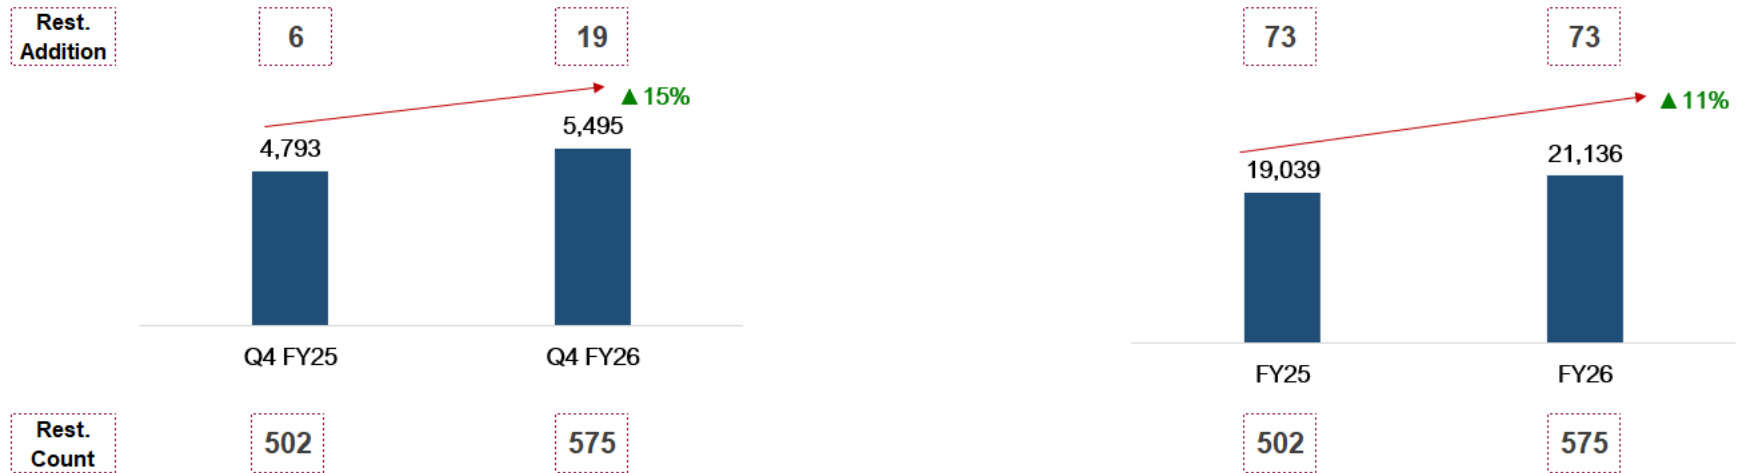 Rest.
Addition
6
19
73
73
▲15%
▲11%
4,793
5,495
19,039
21,136
Q4 FY25
Q4 FY26
FY25
FY26
Rest.
Count
502
575
502
575